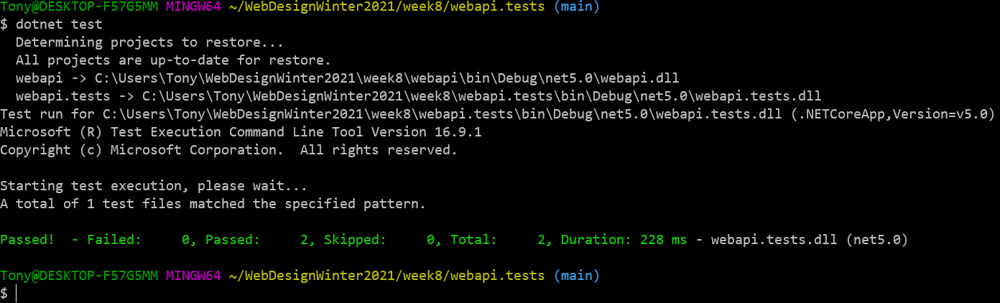 Tony@DESKTOP-F57G5MM MINGW64 ~/WebDesignWinter2021/week8/webapi.tests (main)
$ dotnet test
  Determining projects to restore...
  All projects are up-to-date for restore.
  webapi -> C:\Users\Tony\WebDesignWinter2021\week8\webapi\bin\Debug\net5.0\webapi.dll
  webapi.tests -> C:\Users\Tony\WebDesignWinter2021\week8\webapi.tests\bin\Debug\net5.0\webapi.tests.dll
Test run for C:\Users\Tony\WebDesignWinter2021\week8\webapi.tests\bin\Debug\net5.0\webapi.tests.dll (.NETCoreApp,Version=v5.0)
Microsoft (R) Test Execution Command Line Tool Version 16.9.1
Copyright (c) Microsoft Corporation.  All rights reserved.

Starting test execution, please wait...
A total of 1 test files matched the specified pattern.

Passed!  - Failed:     0, Passed:     2, Skipped:     0, Total:     2, Duration: 228 ms - webapi.tests.dll (net5.0)

Tony@DESKTOP-F57G5MM MINGW64 ~/WebDesignWinter2021/week8/webapi.tests (main)
$